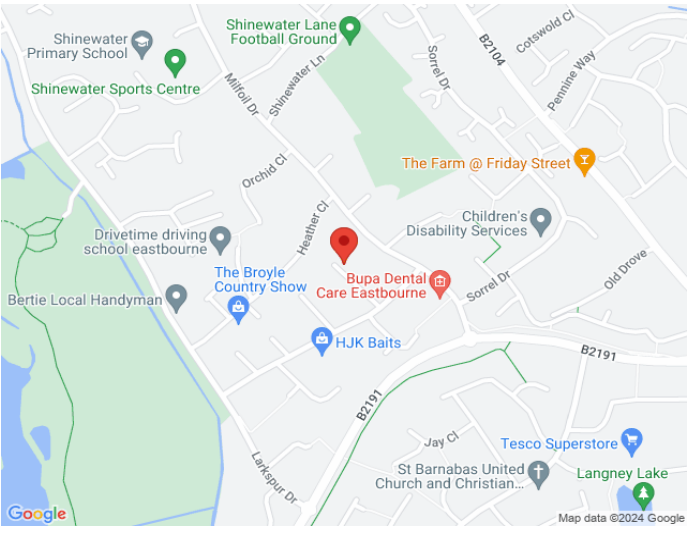 Shinewater Lane
Football Ground
Cotswold Cl
B2104
Shinewater
Primary School
Sorrel Dr
Pennine Way
Shinewater Sports Centre
Milfoil Dr
Shinewater Ln
The Farm @ Friday Street
Orchid Cl
Heather Cl
Children's
Disability Services
Drivetime driving
school eastbourne
Old Drove
The Broyle
Country Show
Bupa Dental
Care Eastbourne
Sorrel Dr
Bertie Local Handyman
HJK Baits
B2191
B2191
Jay Cl
Tesco Superstore
Larkspur Dr
St Barnabas United
Church and Christian...
Langney Lake
Google
Map data ©2024 Google